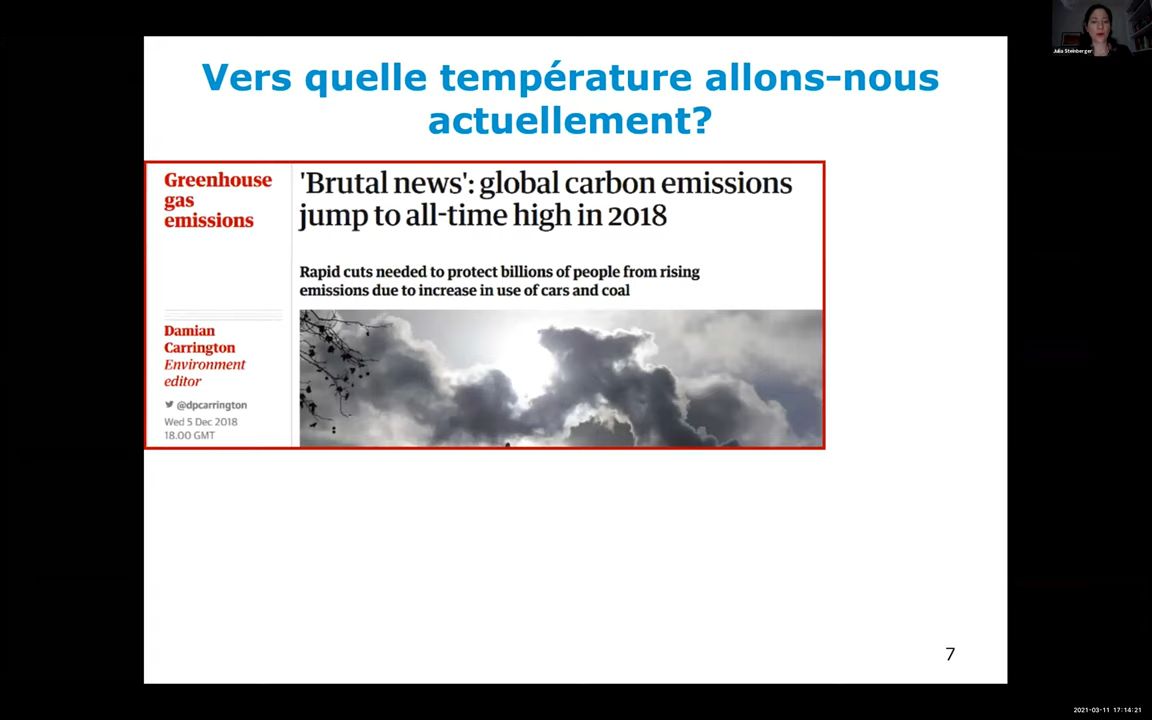 Julia Steinberger
Vers quelle température allons-nous
actuellement?
Greenhouse
gas
emissions
'Brutal news': global carbon emissions
jump to all-time high in 2018
Rapid cuts needed to protect billions of people from rising
emissions due to increase in use of cars and coal
Damian
Carrington
Environment
editor
@dpcarrington
Wed 5 Dec 2018
18.00 GMT
7
2021-03-11 17:14:21